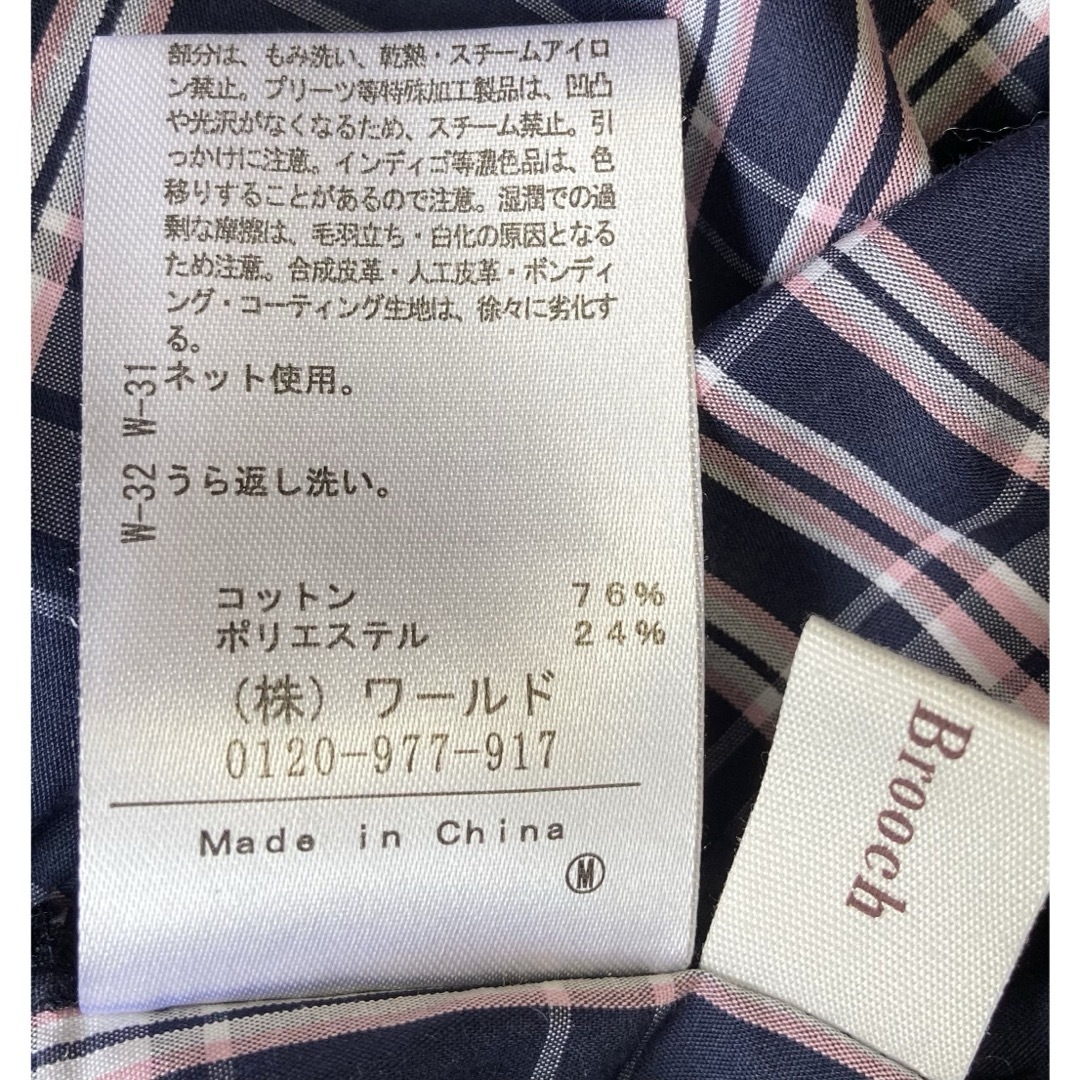 部分は、もみ洗い、乾熱・スチームアイロ
ン禁止。プリーツ等特殊加工製品は、凹凸
や光沢がなくなるため、スチーム禁止。引
っかけに注意。インディゴ等濃色品は、色
移りすることがあるので注意。湿潤での過
剰な摩擦は、毛羽立ち・白化の原因となる
ため注意。合成皮革・人工皮革・ボンディ
ング・コーティング生地は、徐々に劣化す
る。
W-31 ネット使用。
W-32 うら返し洗い。
コットン 76%
ポリエステル 24%
(株)ワールド
0120-977-917
Made in China
Ⓜ
Brooch